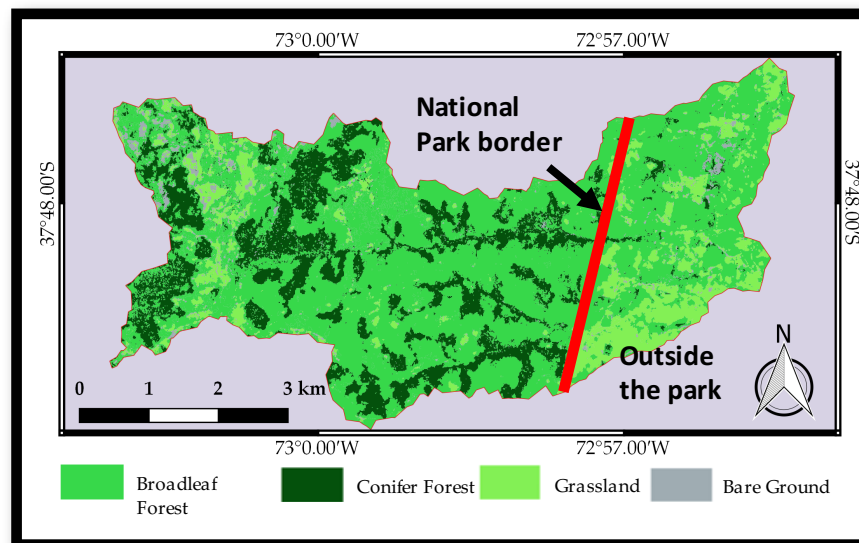 73°0.00'W
72°57.00'W
National
Park border
37°48.00'S
37°48.00'S
Outside
the park
N
0 1 2 3 km
73°0.00'W
72°57.00'W
Broadleaf
Forest
Conifer Forest
Grassland
Bare Ground